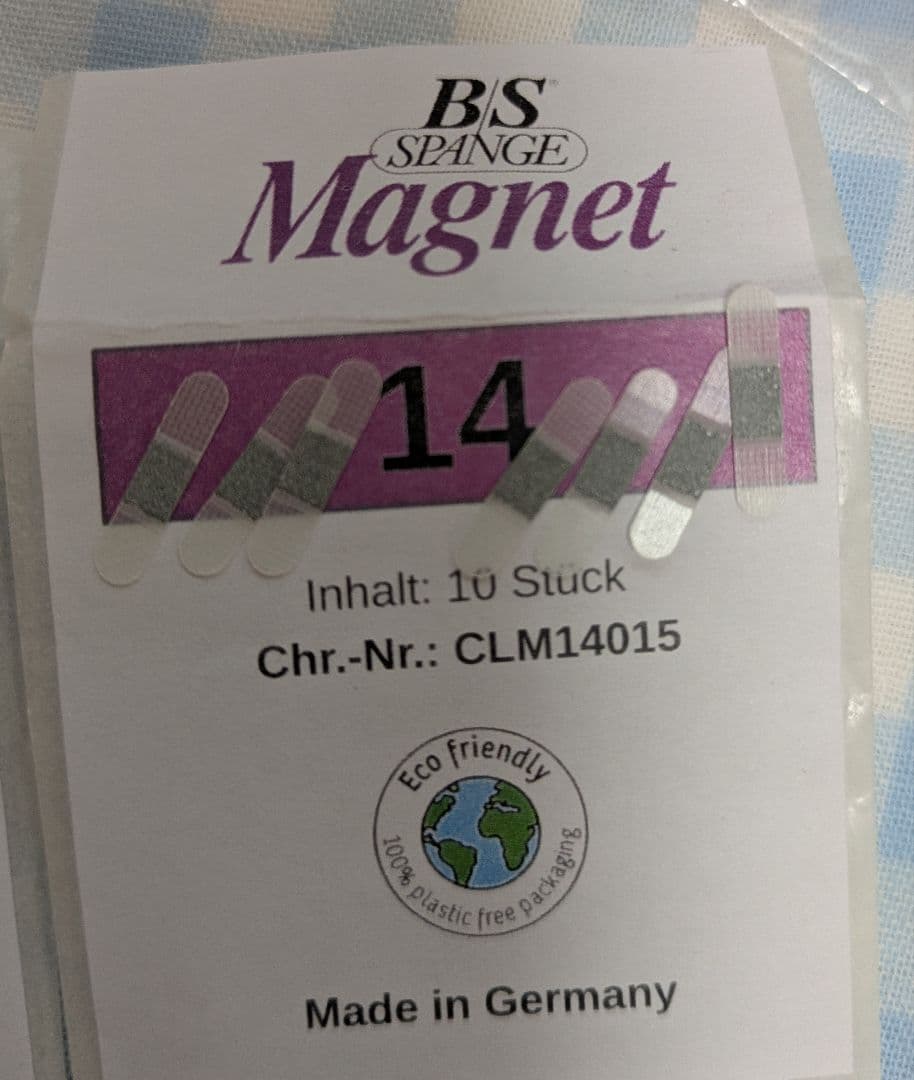 B/S
SPANGE
Magnet
14
Inhalt: 10 Stück
Chr.-Nr.: CLM14015
Eco friendly
100% plastic free packaging
Made in Germany